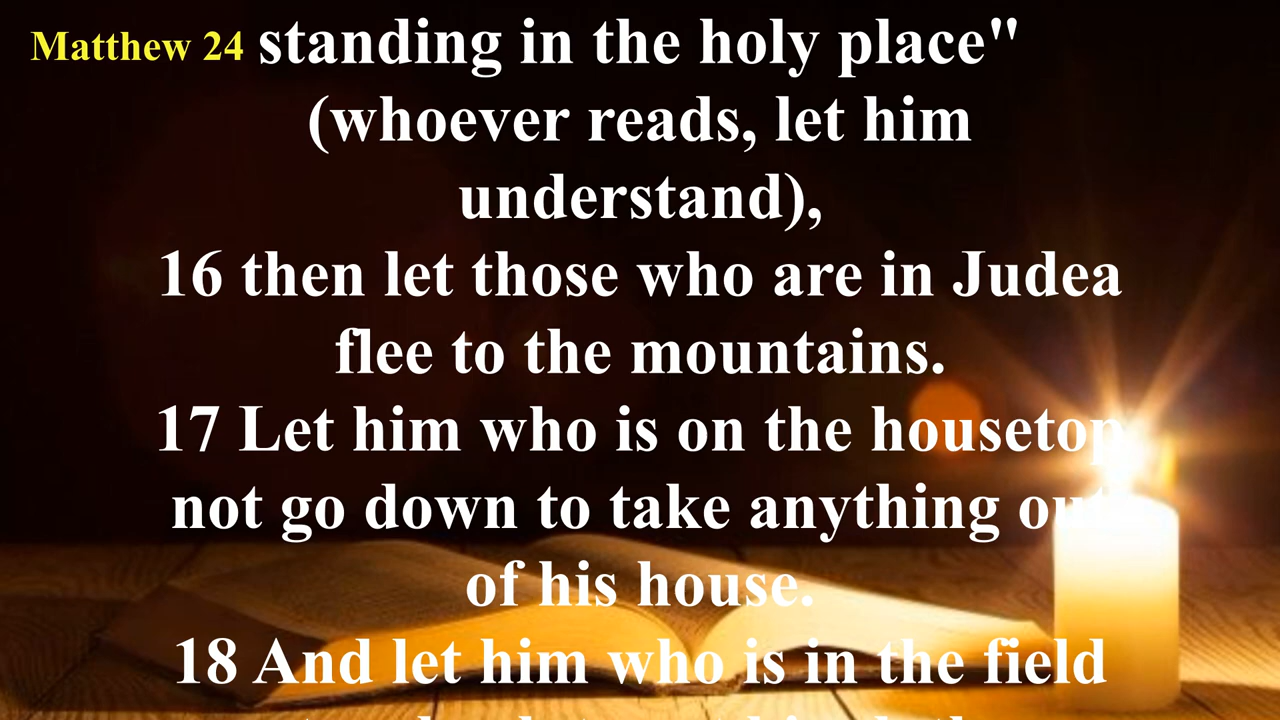 Matthew 24 standing in the holy place"
(whoever reads, let him
understand),
16 then let those who are in Judea
flee to the mountains.
17 Let him who is on the housetop
not go down to take anything out
of his house.
18 And let him who is in the field